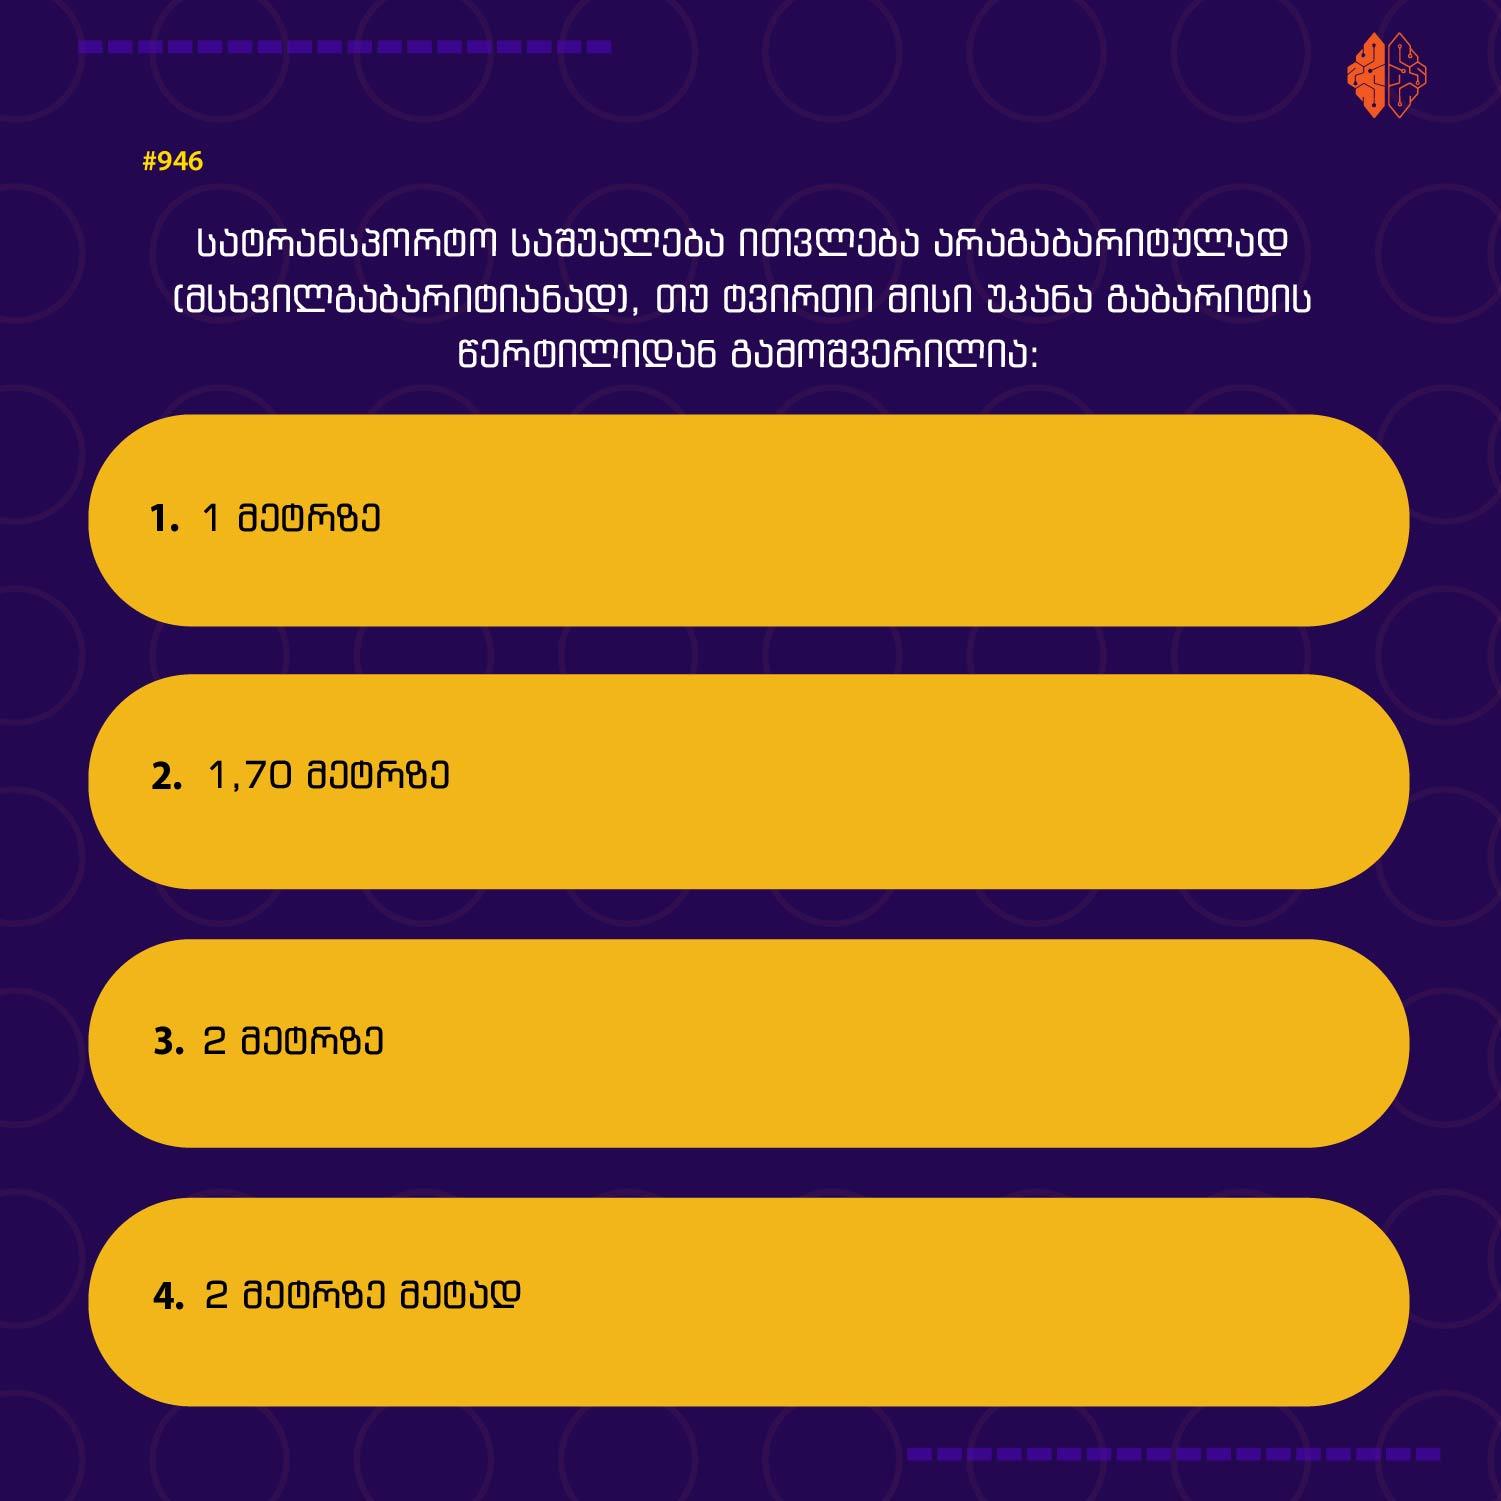 #946
სატრანსპორტო საშუალება ითვლება არაგაბარიტულად
(მსხვილგაბარიტიანად), თუ ტვირთი მისი უკანა გაბარიტის
წერტილიდან გამოშვერილია:
1. 1 მეტრზე
2. 1,70 მეტრზე
3. 2 მეტრზე
4. 2 მეტრზე მეტად